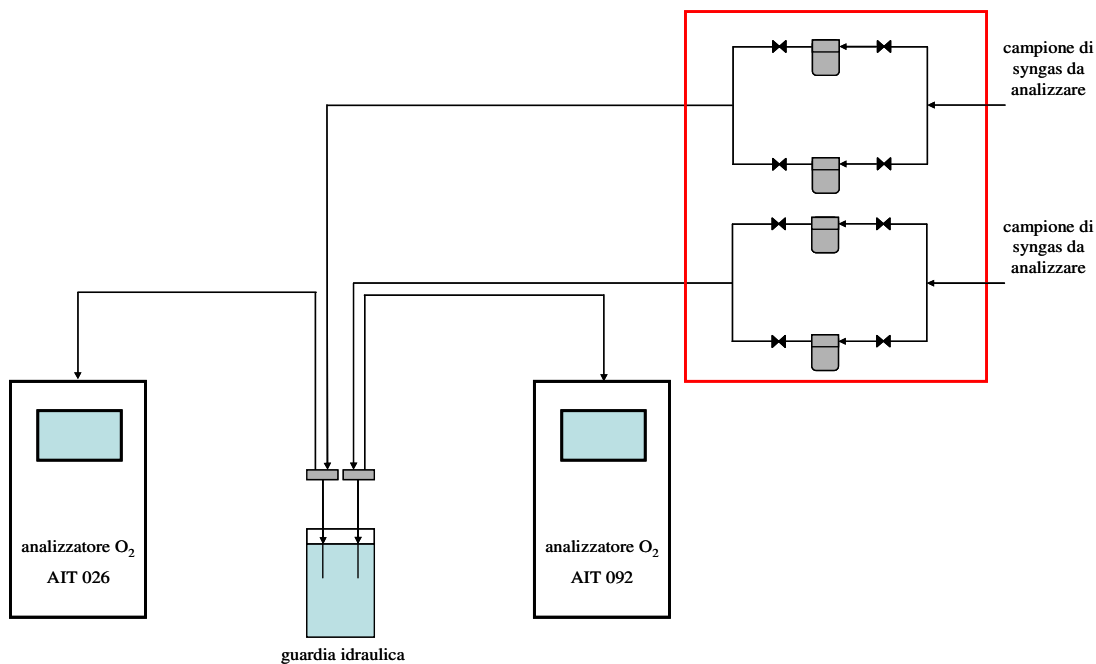 campione di
syngas da
analizzare
campione di
syngas da
analizzare
analizzatore O₂
AIT 026
analizzatore O₂
AIT 092
guardia idraulica